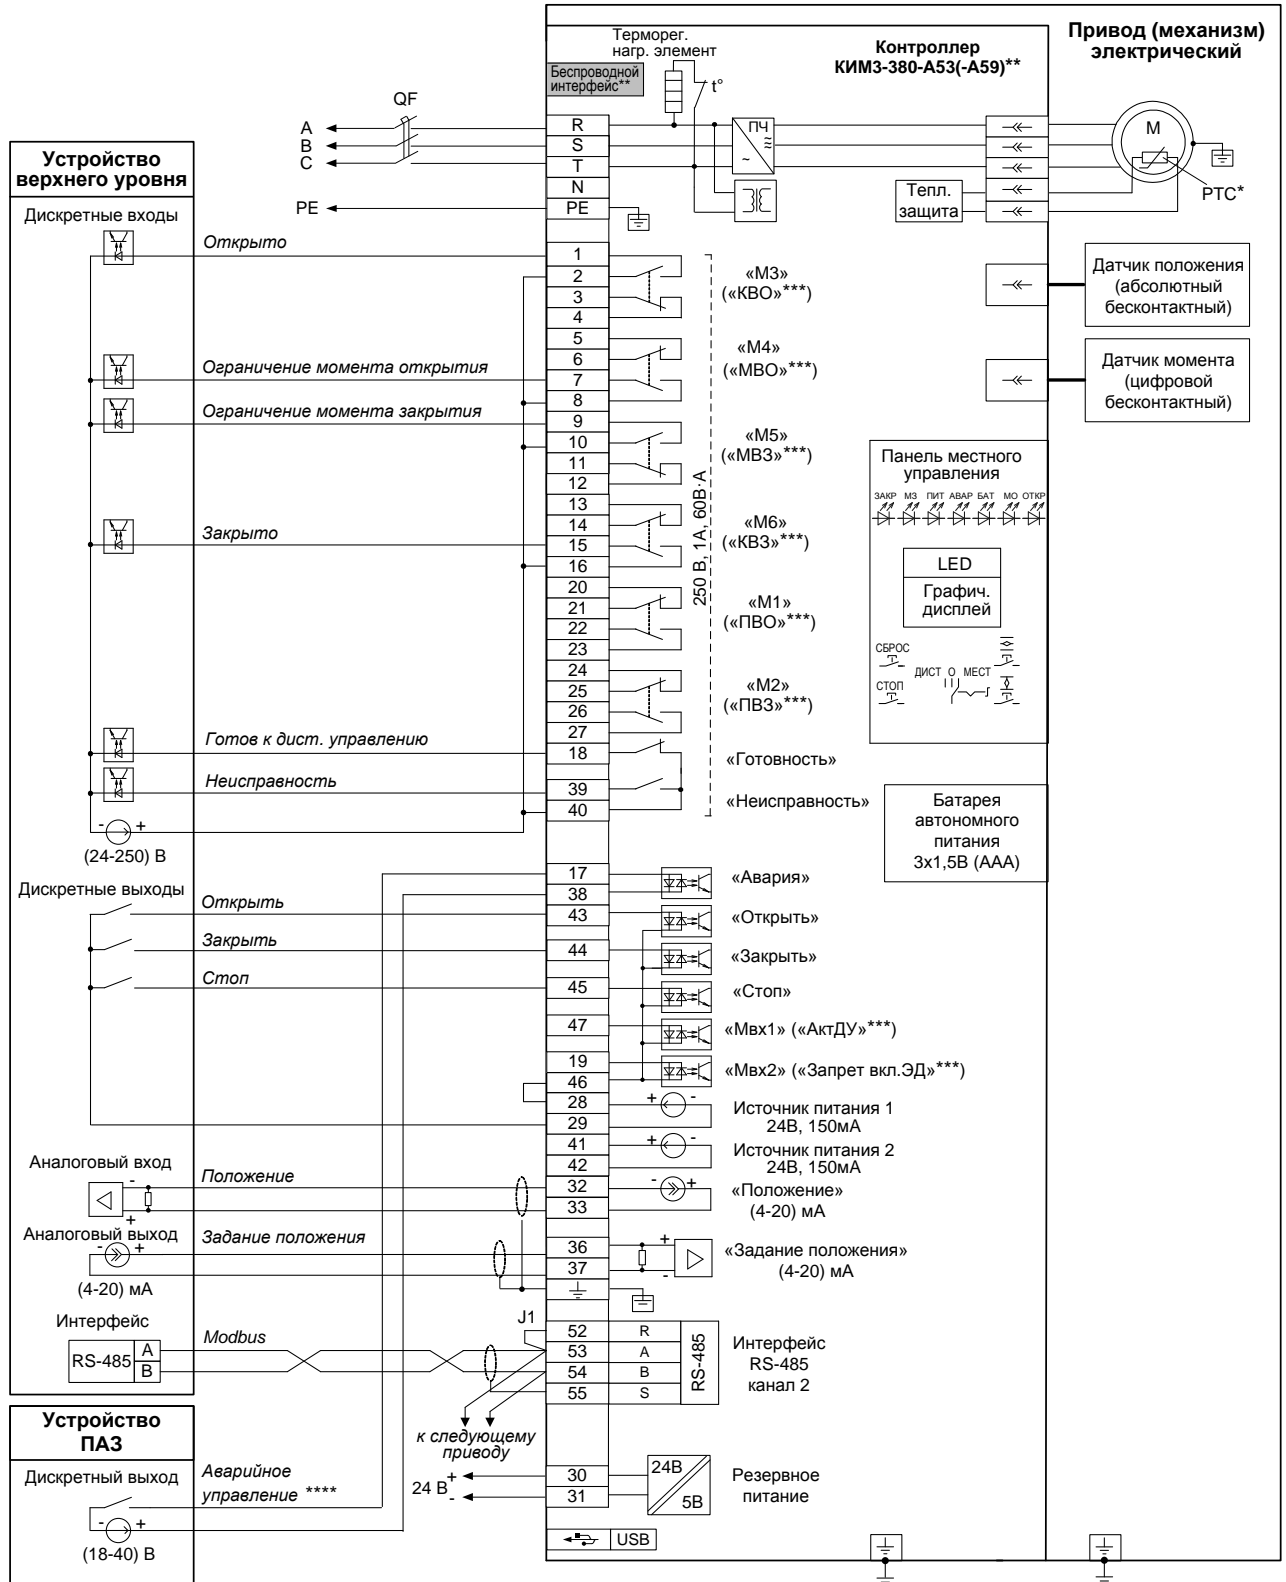 Привод (механизм)
электрический
Контроллер
КИМ3-380-А53(-А59)**
Терморег.
нагр. элемент
Беспроводной
интерфейс**
t°
QF
A
B
C
PE
R
S
T
N
PE
ПЧ
≈
~
M
PTC*
Тепл.
защита
Устройство
верхнего уровня
Дискретные входы
Открыто
Ограничение момента открытия
Ограничение момента закрытия
Закрыто
Готов к дист. управлению
Неисправность
- +
(24-250) В
1
2
3
4
5
6
7
8
9
10
11
12
13
14
15
16
20
21
22
23
24
25
26
27
18
39
40
«М3»
(«КВО»***)
«М4»
(«МВО»***)
«М5»
(«МВЗ»***)
«М6»
(«КВЗ»***)
«М1»
(«ПВО»***)
«М2»
(«ПВЗ»***)
«Готовность»
«Неисправность»
250 В, 1А, 60В·А
Датчик положения
(абсолютный
бесконтактный)
Датчик момента
(цифровой
бесконтактный)
Панель местного
управления
ЗАКР МЗ ПИТ АВАР БАТ МО ОТКР
LED
Графич.
дисплей
СБРОС
СТОП
ДИСТ О МЕСТ
Батарея
автономного
питания
3х1,5В (ААА)
Дискретные выходы
Открыть
Закрыть
Стоп
17
38
43
44
45
47
19
46
28
29
41
42
32
33
36
37
«Авария»
«Открыть»
«Закрыть»
«Стоп»
«Мвх1» («АктДУ»***)
«Мвх2» («Запрет вкл.ЭД»***)
+ -
Источник питания 1
24В, 150мА
+ -
Источник питания 2
24В, 150мА
- +
«Положение»
(4-20) мА
+
-
«Задание положения»
(4-20) мА
Аналоговый вход
-
+
Положение
Аналоговый выход
- +
Задание положения
(4-20) мА
Интерфейс
RS-485
A
B
Modbus
J1
52 R
53 A
54 B
55 S
RS-485
Интерфейс
RS-485
канал 2
к следующему
приводу
Устройство
ПАЗ
Дискретный выход
Аварийное
управление ****
- +
(18-40) В
24 В
+
-
30
31
24В
5В
Резервное
питание
USB